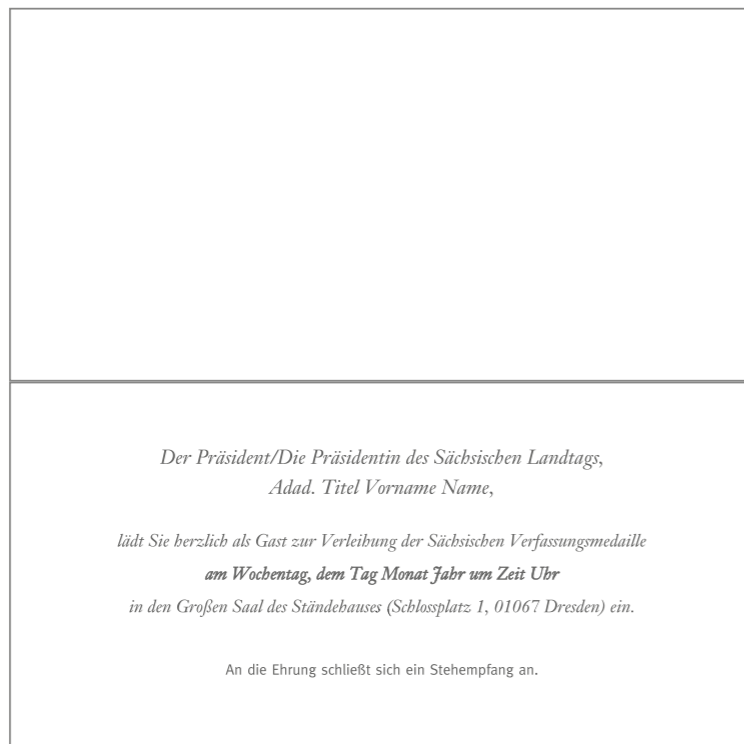 Der Präsident/Die Präsidentin des Sächsischen Landtags,
Adad. Titel Vorname Name,
lädt Sie herzlich als Gast zur Verleihung der Sächsischen Verfassungsmedaille
am Wochentag, dem Tag Monat Jahr um Zeit Uhr
in den Großen Saal des Ständehauses (Schlossplatz 1, 01067 Dresden) ein.
An die Ehrung schließt sich ein Stehempfang an.